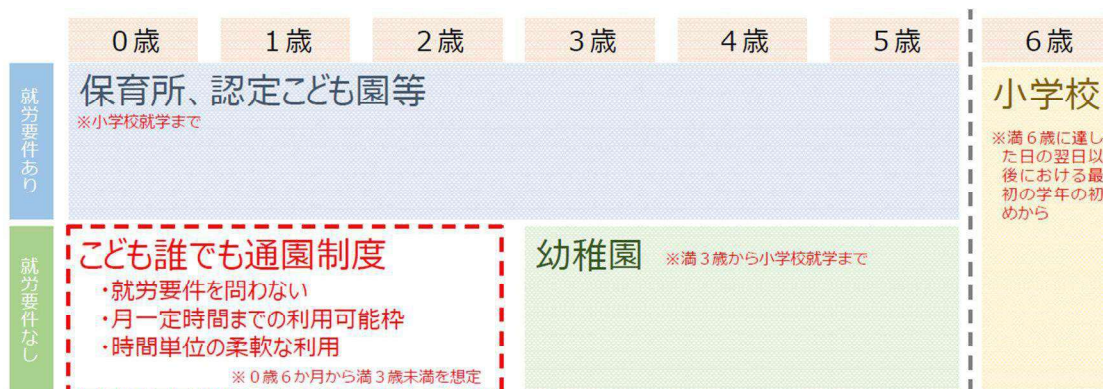 0歳
1歳
2歳
3歳
4歳
5歳
6歳
就労要件あり
保育所、認定こども園等
※小学校就学まで
小学校
※満6歳に達し
た日の翌日以
後における最
初の学年の初
めから
就労要件なし
こども誰でも通園制度
・就労要件を問わない
・月一定時間までの利用可能枠
・時間単位の柔軟な利用
※0歳6か月から満3歳未満を想定
幼稚園 ※満3歳から小学校就学まで